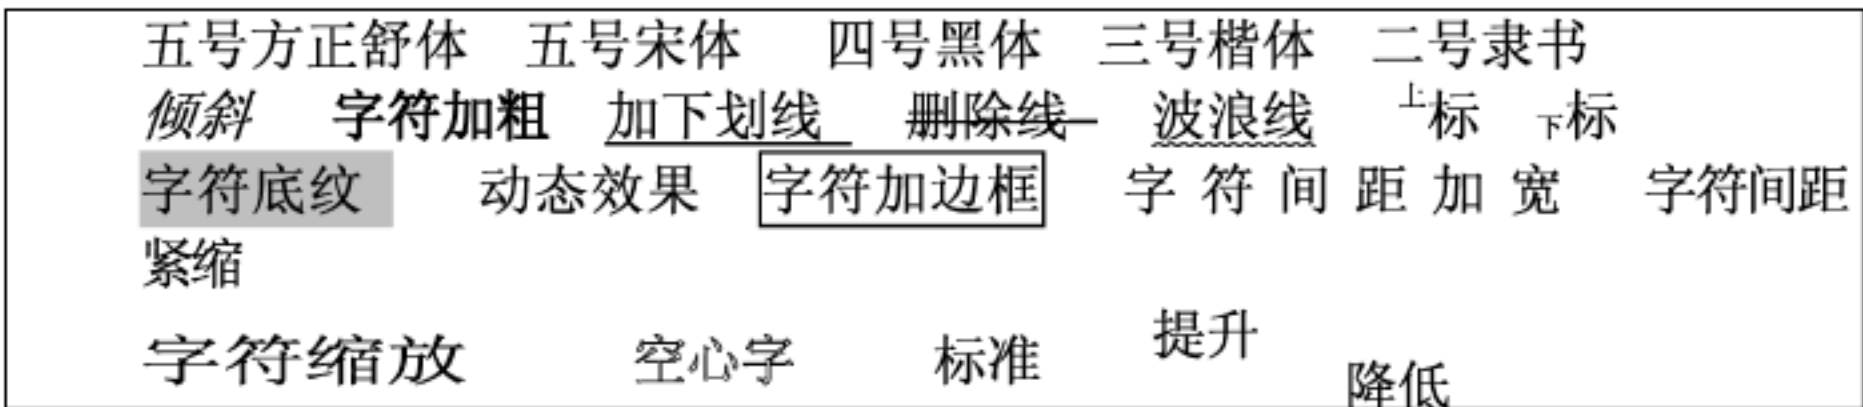 五号方正舒体 五号宋体 四号黑体 三号楷体 二号隶书
倾斜 字符加粗 加下划线 删除线 波浪线 上标 下标
字符底纹 动态效果 字符加边框 字符间距加宽 字符间距
紧缩
字符缩放 空心字 标准 提升 降低